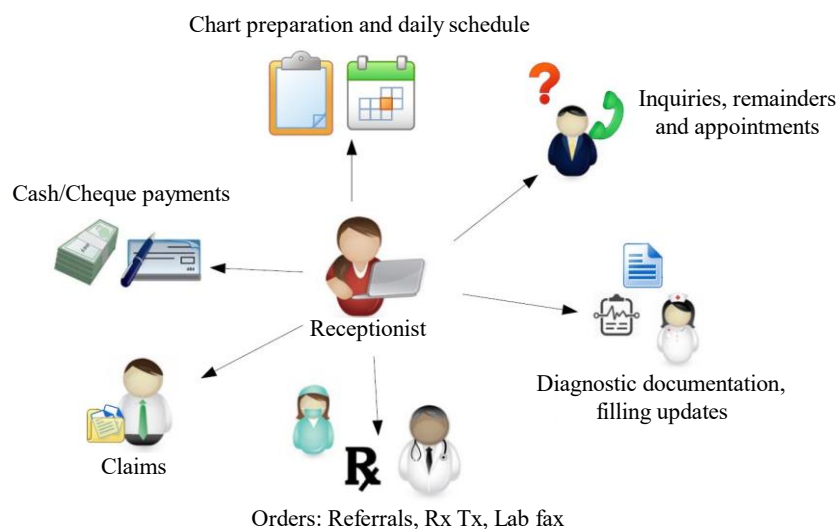 Chart preparation and daily schedule
Inquiries, remainders
and appointments
Cash/Cheque payments
Receptionist
Diagnostic documentation,
filling updates
Claims
Rx
Orders: Referrals, Rx Tx, Lab fax